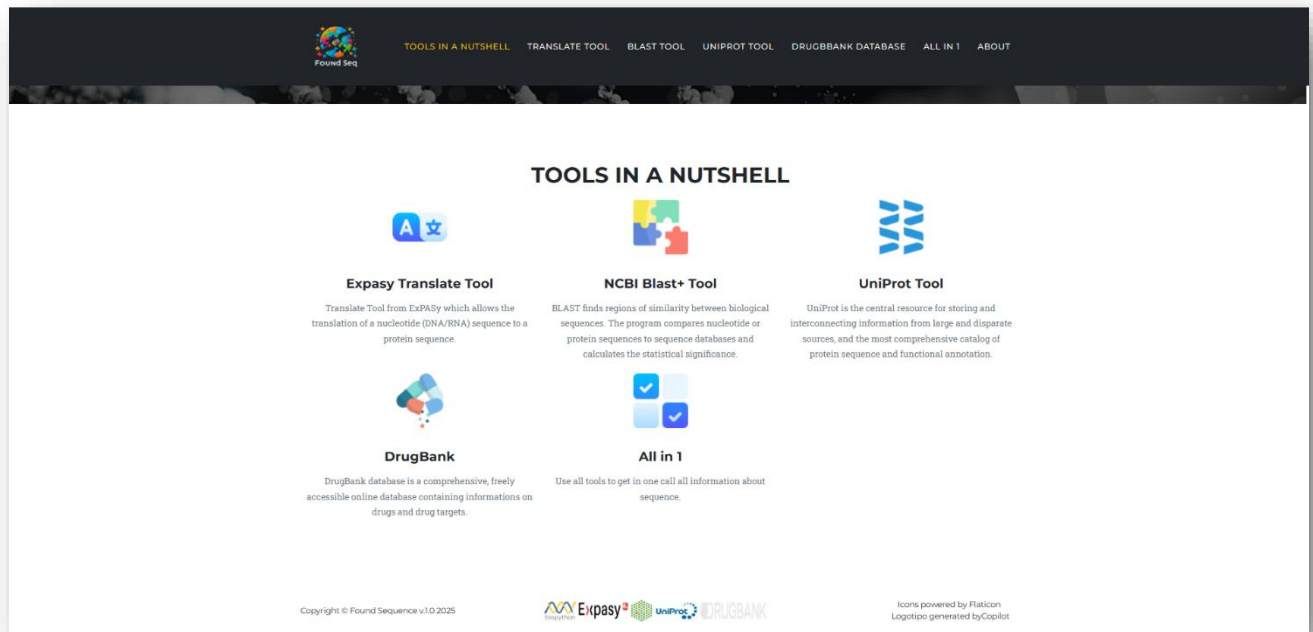 Found Seq
TOOLS IN A NUTSHELL TRANSLATE TOOL BLAST TOOL UNIPROT TOOL DRUGBBANK DATABASE ALL IN 1 ABOUT
TOOLS IN A NUTSHELL
A 文
Expasy Translate Tool
Translate Tool from ExPASy which allows the
translation of a nucleotide (DNA/RNA) sequence to a
protein sequence.
NCBI Blast+ Tool
BLAST finds regions of similarity between biological
sequences. The program compares nucleotide or
protein sequences to sequence databases and
calculates the statistical significance.
UniProt Tool
UniProt is the central resource for storing and
interconnecting information from large and disparate
sources, and the most comprehensive catalog of
protein sequence and functional annotation.
DrugBank
DrugBank database is a comprehensive, freely
accessible online database containing informations on
drugs and drug targets.
All in 1
Use all tools to get in one call all information about
sequence.
Copyright © Found Sequence v.1.0 2025
biopython Expasy UniProt DRUGBANK
Icons powered by Flaticon
Logotipo generated byCopilot